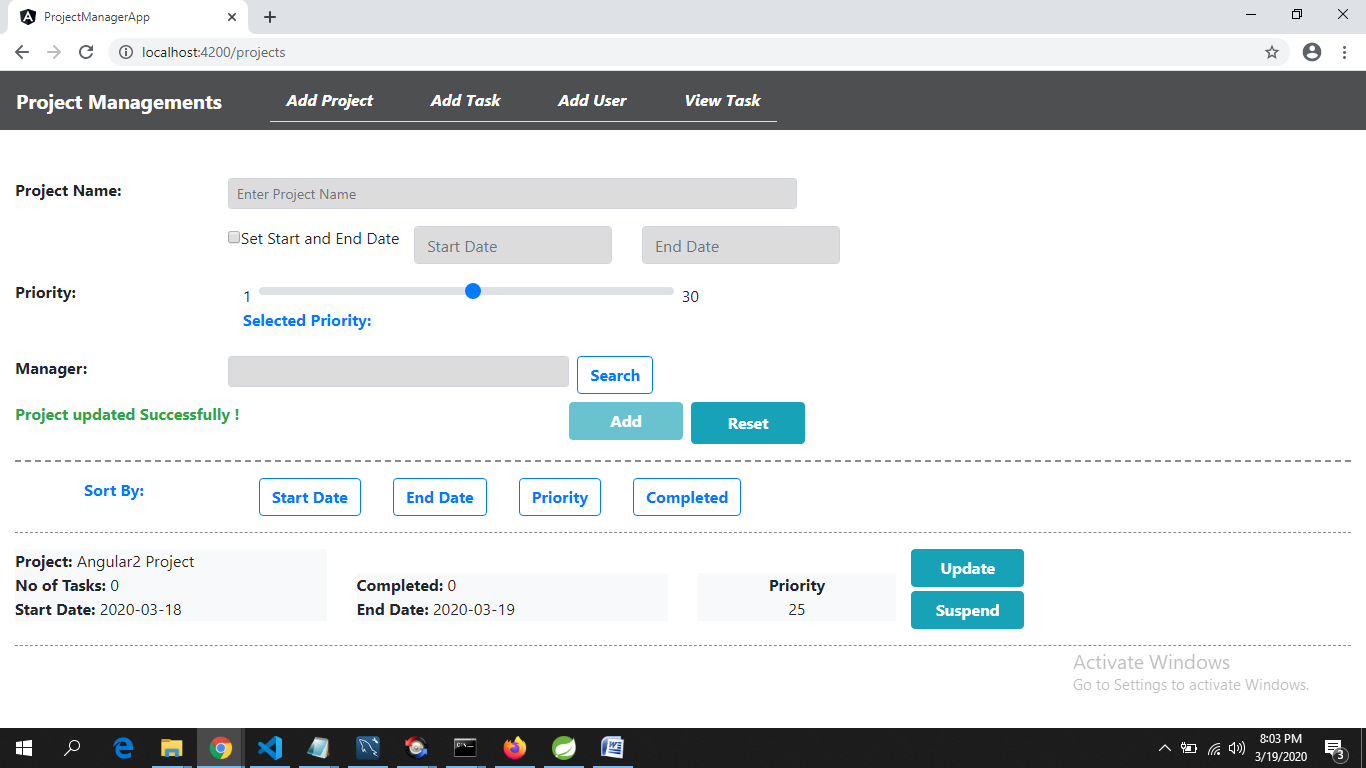 ProjectManagerApp
localhost:4200/projects
Project Managements Add Project Add Task Add User View Task
Project Name: Enter Project Name
Set Start and End Date Start Date End Date
Priority: 1 30
Selected Priority:
Manager: Search
Project updated Successfully ! Add Reset
Sort By: Start Date End Date Priority Completed
Project: Angular2 Project
No of Tasks: 0
Start Date: 2020-03-18
Completed: 0
End Date: 2020-03-19
Priority
25
Update
Suspend
Activate Windows
Go to Settings to activate Windows.
8:03 PM
3/19/2020
3